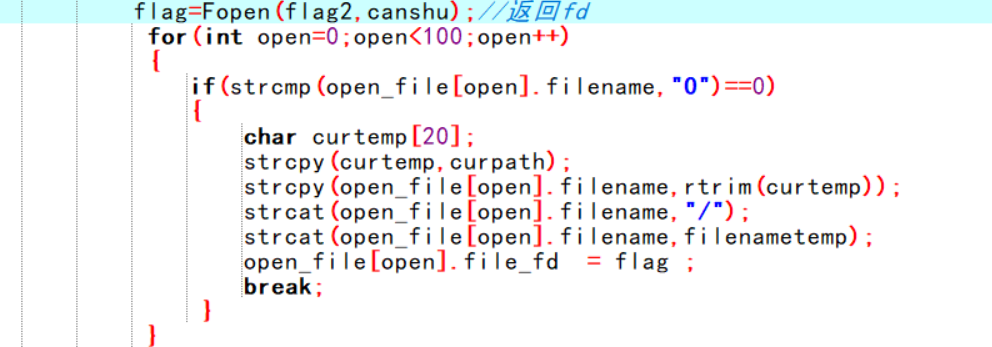 flag=Fopen(flag2,canshu);//返回fd
for(int open=0;open<100;open++)
{
if(strcmp(open_file[open].filename,"0")==0)
{
char curtemp[20];
strcpy(curtemp,curpath);
strcpy(open_file[open].filename,rtrim(curtemp));
strcat(open_file[open].filename,"/");
strcat(open_file[open].filename,filenametemp);
open_file[open].file_fd  = flag ;
break;
}
}